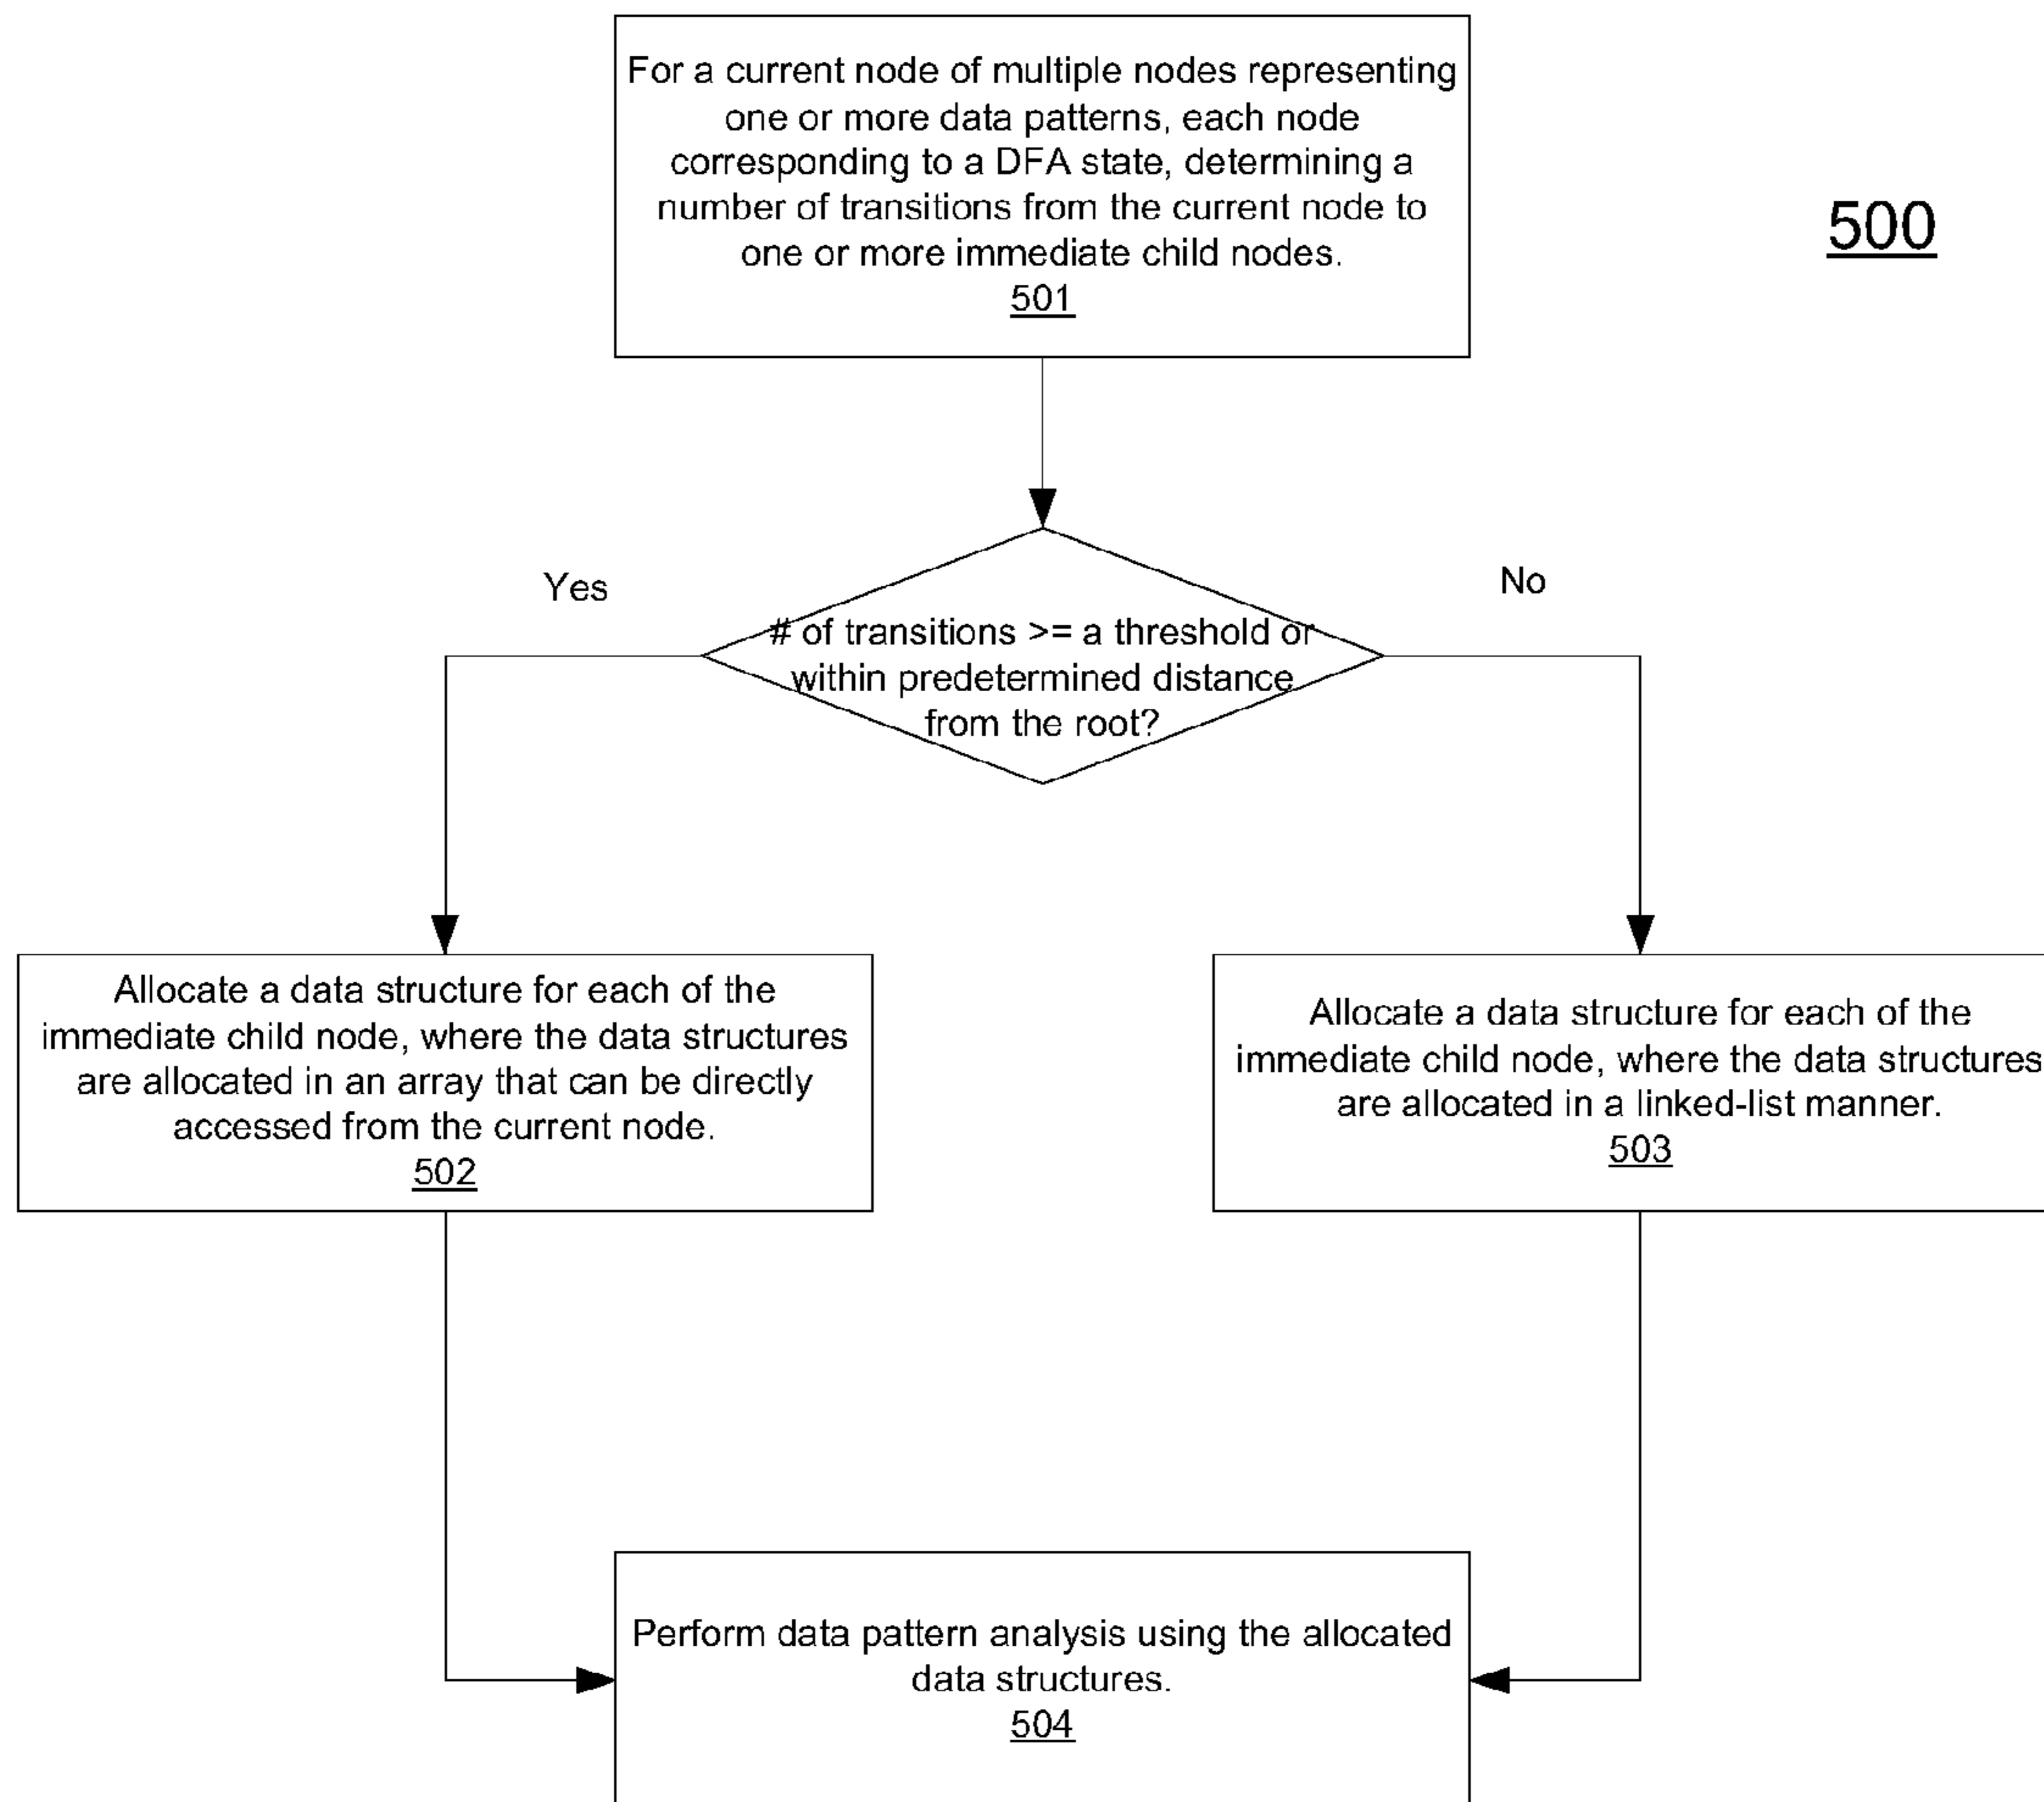 For a current node of multiple nodes representing
one or more data patterns, each node
corresponding to a DFA state, determining a
number of transitions from the current node to
one or more immediate child nodes.
501
500
Yes
No
# of transitions >= a threshold or
within predetermined distance
from the root?
Allocate a data structure for each of the
immediate child node, where the data structures
are allocated in an array that can be directly
accessed from the current node.
502
Allocate a data structure for each of the
immediate child node, where the data structures
are allocated in a linked-list manner.
503
Perform data pattern analysis using the allocated
data structures.
504